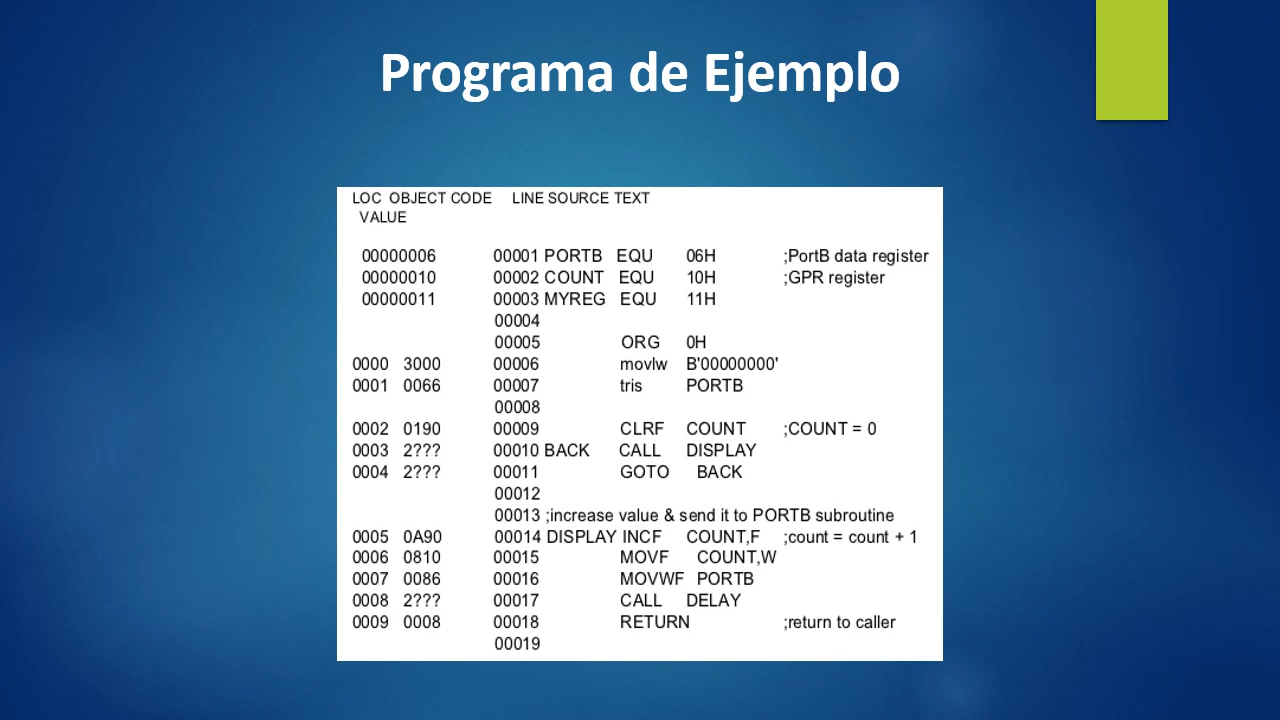 Programa de Ejemplo
LOC OBJECT CODE LINE SOURCE TEXT
VALUE
00000006 00001 PORTB EQU 06H ;PortB data register
00000010 00002 COUNT EQU 10H ;GPR register
00000011 00003 MYREG EQU 11H
00004
00005 ORG 0H
0000 3000 00006 movlw B'00000000'
0001 0066 00007 tris PORTB
00008
0002 0190 00009 CLRF COUNT ;COUNT = 0
0003 2??? 00010 BACK CALL DISPLAY
0004 2??? 00011 GOTO BACK
00012
00013 ;increase value & send it to PORTB subroutine
0005 0A90 00014 DISPLAY INCF COUNT,F ;count = count + 1
0006 0810 00015 MOVF COUNT,W
0007 0086 00016 MOVWF PORTB
0008 2??? 00017 CALL DELAY
0009 0008 00018 RETURN ;return to caller
00019